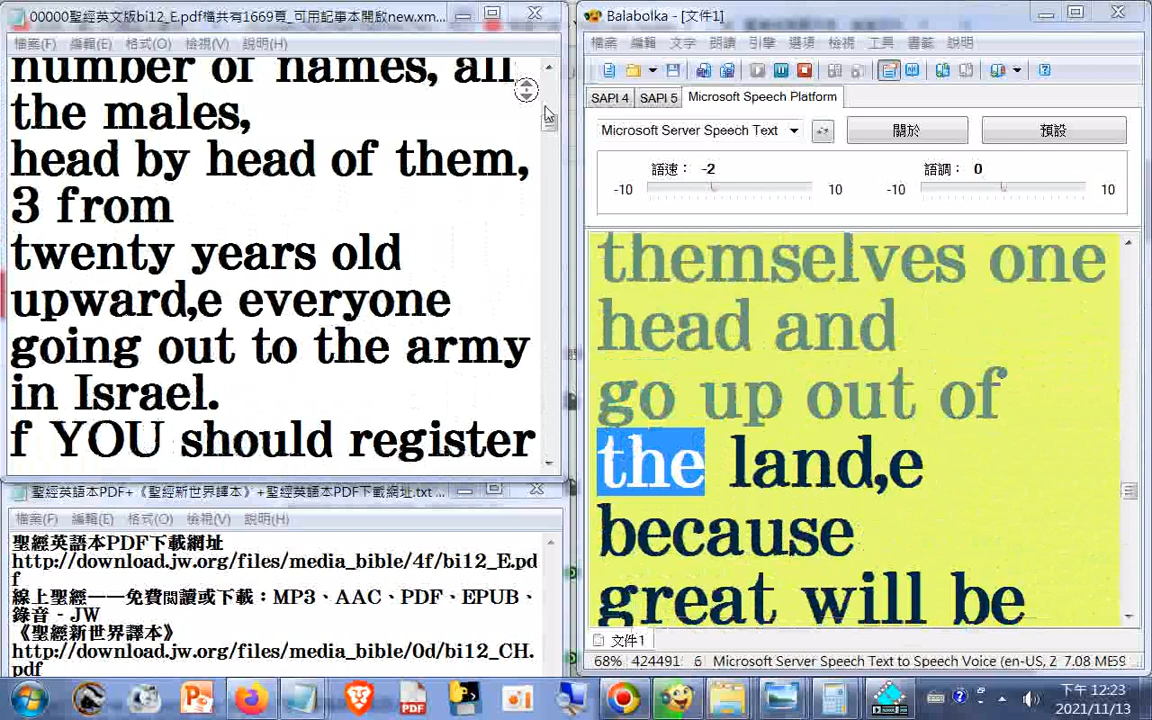 00000聖經英文版bi12_E.pdf檔共有1669頁_可用記事本開啟new.xm...
檔案(F) 編輯(E) 格式(O) 檢視(V) 說明(H)
number of names, all
the males,
head by head of them,
3 from
twenty years old
upward,e everyone
going out to the army
in Israel.
f YOU should register
聖經英語本PDF+《聖經新世界譯本》+聖經英語本PDF下載網址.txt ...
檔案(F) 編輯(E) 格式(O) 檢視(V) 說明(H)
聖經英語本PDF下載網址
http://download.jw.org/files/media_bible/4f/bi12_E.pd
f
線上聖經——免費閱讀或下載：MP3、AAC、PDF、EPUB、
錄音 - JW
《聖經新世界譯本》
http://download.jw.org/files/media_bible/0d/bi12_CH.
pdf
Balabolka - [文件1]
檔案 編輯 文字 朗讀 引擎 選項 檢視 工具 書籤 說明
SAPI 4 SAPI 5 Microsoft Speech Platform
Microsoft Server Speech Text 關於 預設
語速： -2 語調： 0
-10 10 -10 10
themselves one
head and
go up out of
the land,e
because
great will be
文件1
68% 424491 6 Microsoft Server Speech Text to Speech Voice (en-US, Z 7.08 ME59
下午 12:23
2021/11/13